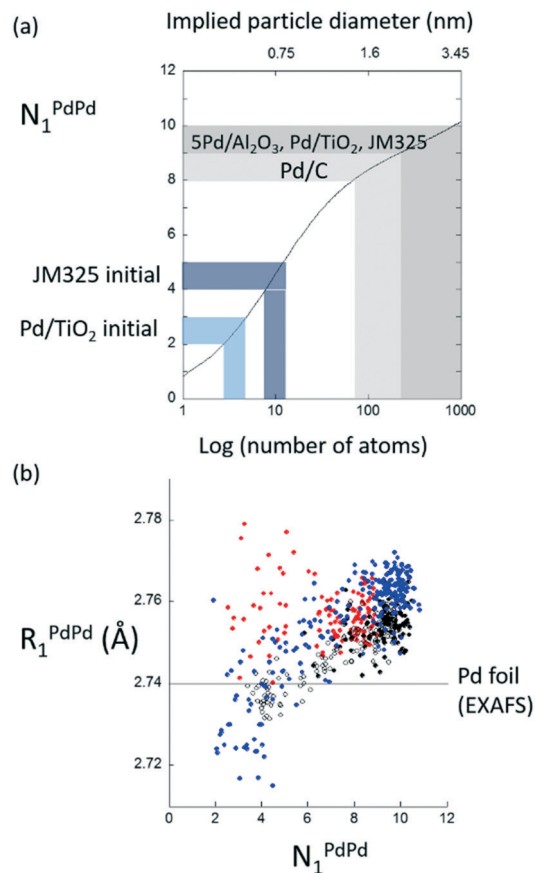 (a)
Implied particle diameter (nm)
0.75 1.6 3.45
12
N₁ᴾᵈᴾᵈ
10
5Pd/Al₂O₃, Pd/TiO₂, JM325
Pd/C
8
6
JM325 initial
4
Pd/TiO₂ initial
2
0
1 10 100 1000
Log (number of atoms)
(b)
2.78
2.76
R₁ᴾᵈᴾᵈ (Å)
2.74
Pd foil
(EXAFS)
2.72
0 2 4 6 8 10 12
N₁ᴾᵈᴾᵈ